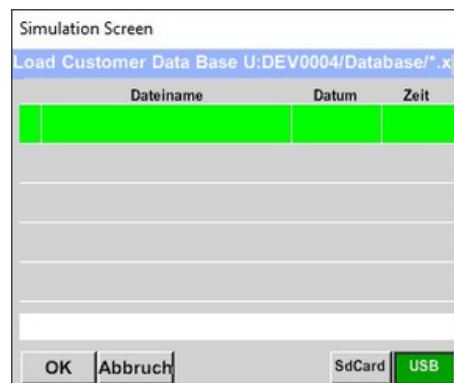 Simulation Screen
Load Customer Data Base U:DEV0004/Database/*.x
Dateiname Datum Zeit
OK Abbruch SdCard USB